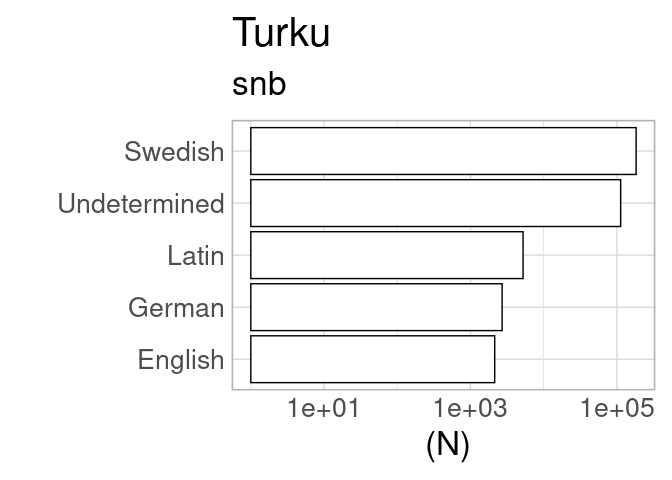 Turku
snb
Swedish
Undetermined
Latin
German
English
1e+01 1e+03 1e+05
(N)